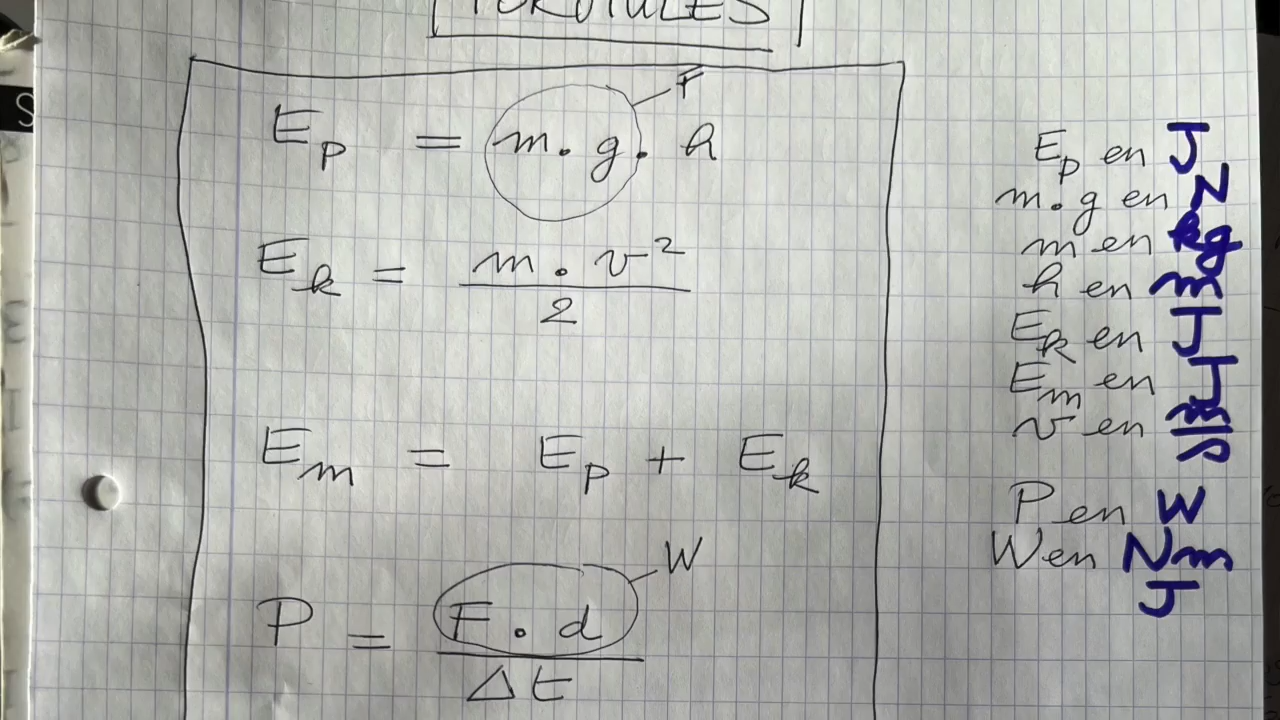 FORMULES
F
Ep = m.g.h
Ek = m.v²
2
Em = Ep + Ek
W
P = F.d
Δt
Ep en J
m.g en N
m en kg
h en m
Ek en J
Em en J
v en m/s
P en W
W en Nm
J